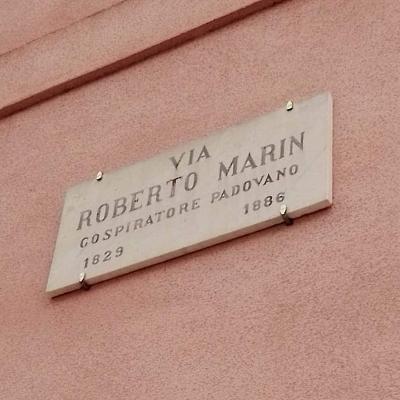 VIA
ROBERTO MARIN
COSPIRATORE PADOVANO
1829 1886